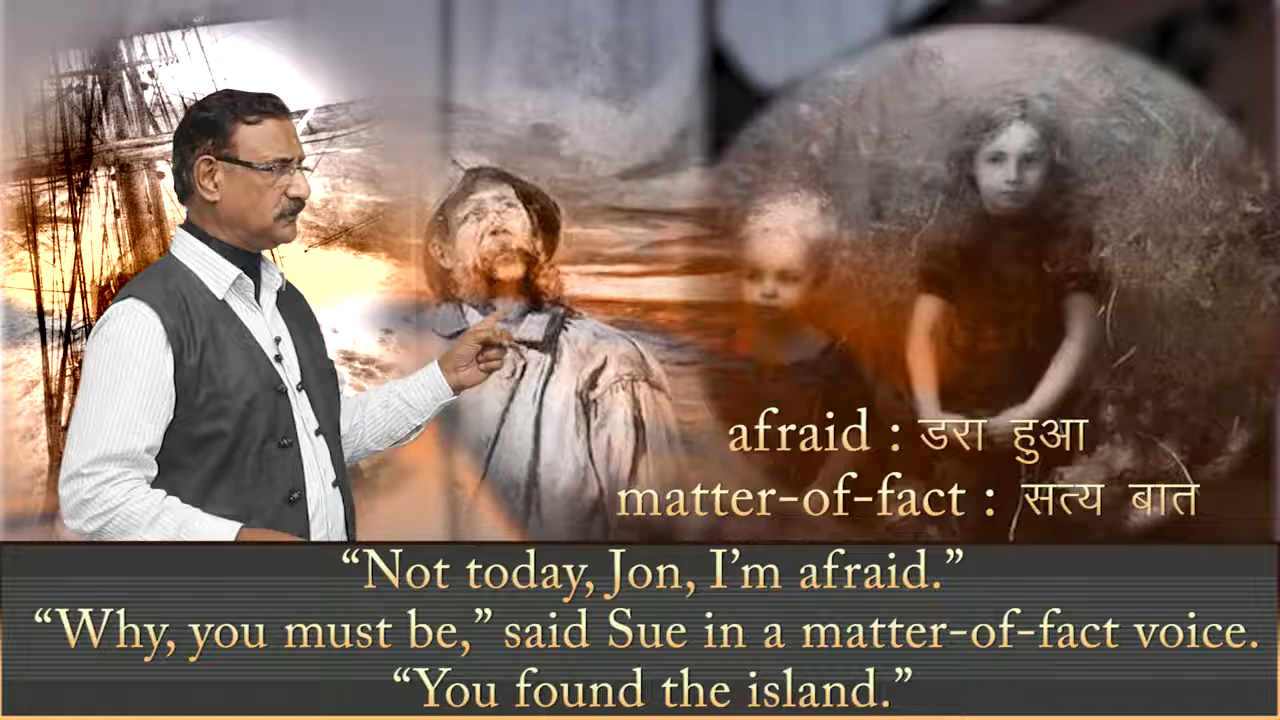 afraid : डरा हुआ
matter-of-fact : सत्य बात
“Not today, Jon, I’m afraid.”
“Why, you must be,” said Sue in a matter-of-fact voice.
“You found the island.”